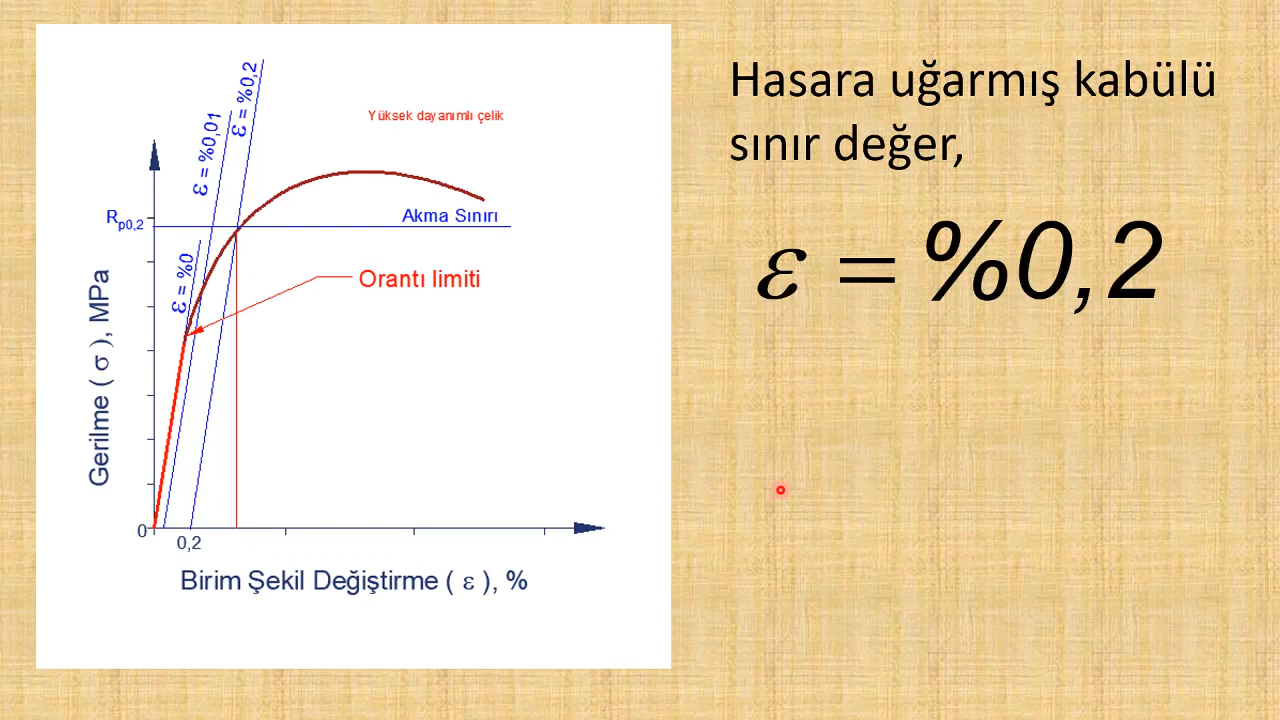 ε = %0,2
ε = %0,01
ε = %0
Yüksek dayanımlı çelik
Rp0,2
Akma Sınırı
Orantı limiti
Gerilme ( σ ), MPa
0
0,2
Birim Şekil Değiştirme ( ε ), %
Hasara uğarmış kabülü
sınır değer,
ε = %0,2